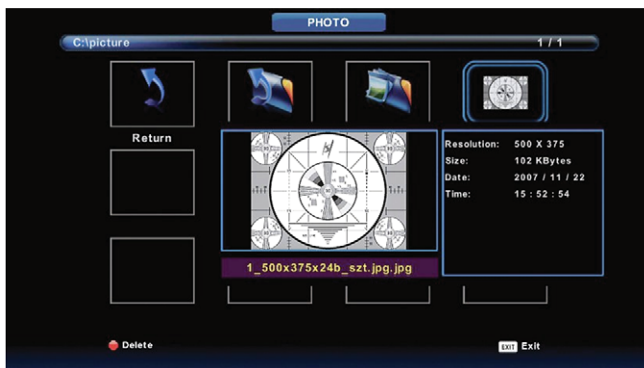 PHOTO
C:\picture 1 / 1
Return
Resolution: 500 X 375
Size: 102 KBytes
Date: 2007 / 11 / 22
Time: 15 : 52 : 54
1_500x375x24b_szt.jpg.jpg
Delete
EXIT Exit